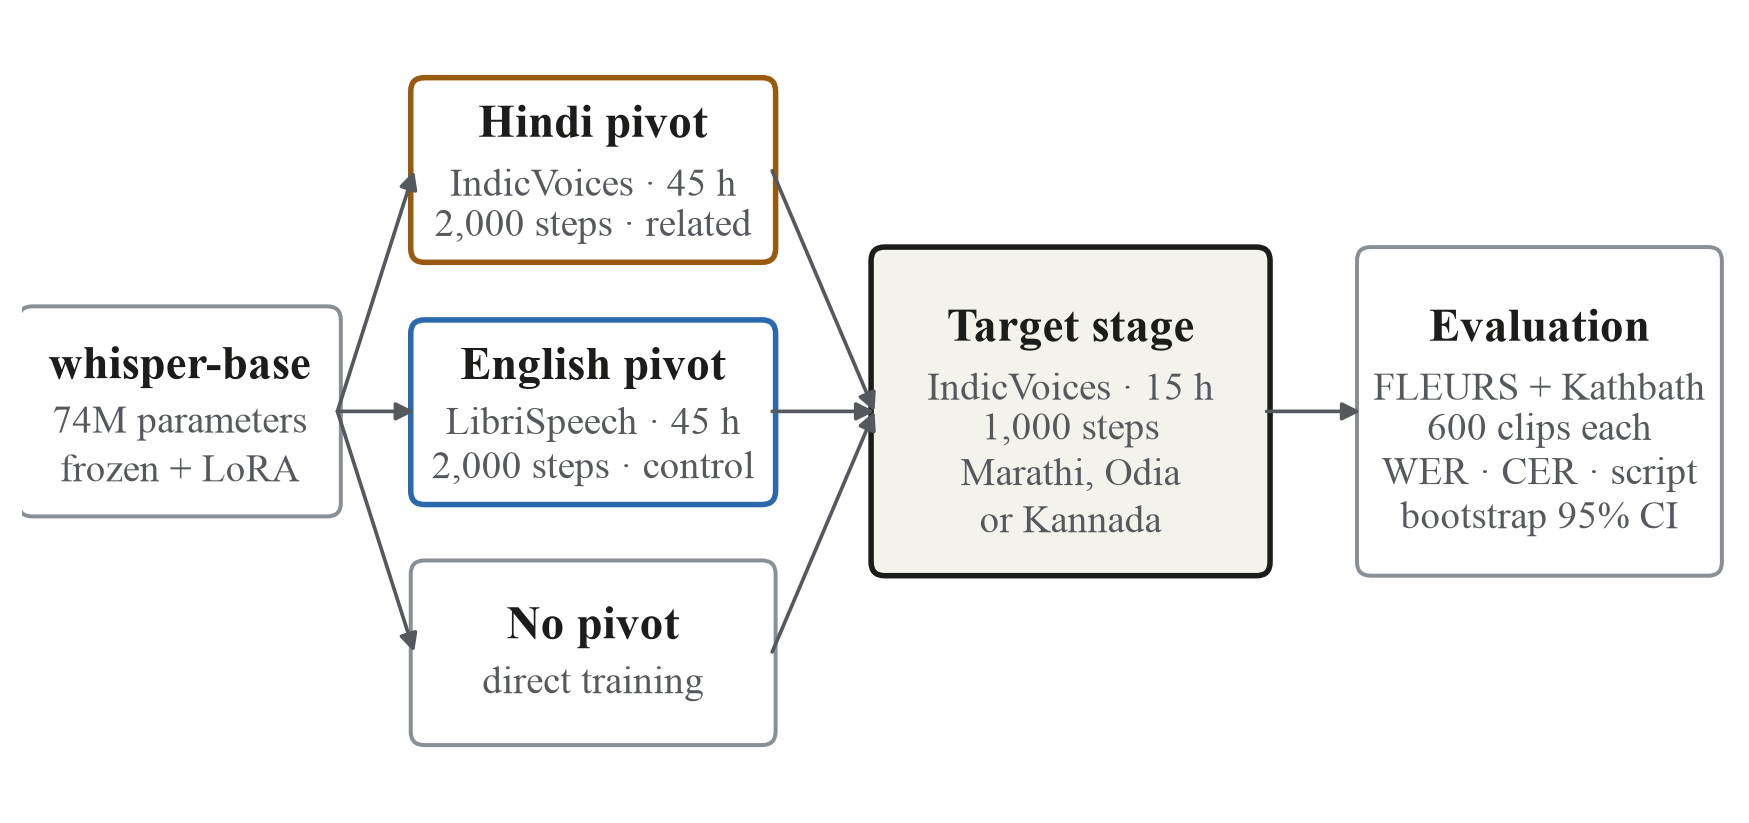 whisper-base
74M parameters
frozen + LoRA
Hindi pivot
IndicVoices · 45 h
2,000 steps · related
English pivot
LibriSpeech · 45 h
2,000 steps · control
No pivot
direct training
Target stage
IndicVoices · 15 h
1,000 steps
Marathi, Odia
or Kannada
Evaluation
FLEURS + Kathbath
600 clips each
WER · CER · script
bootstrap 95% CI